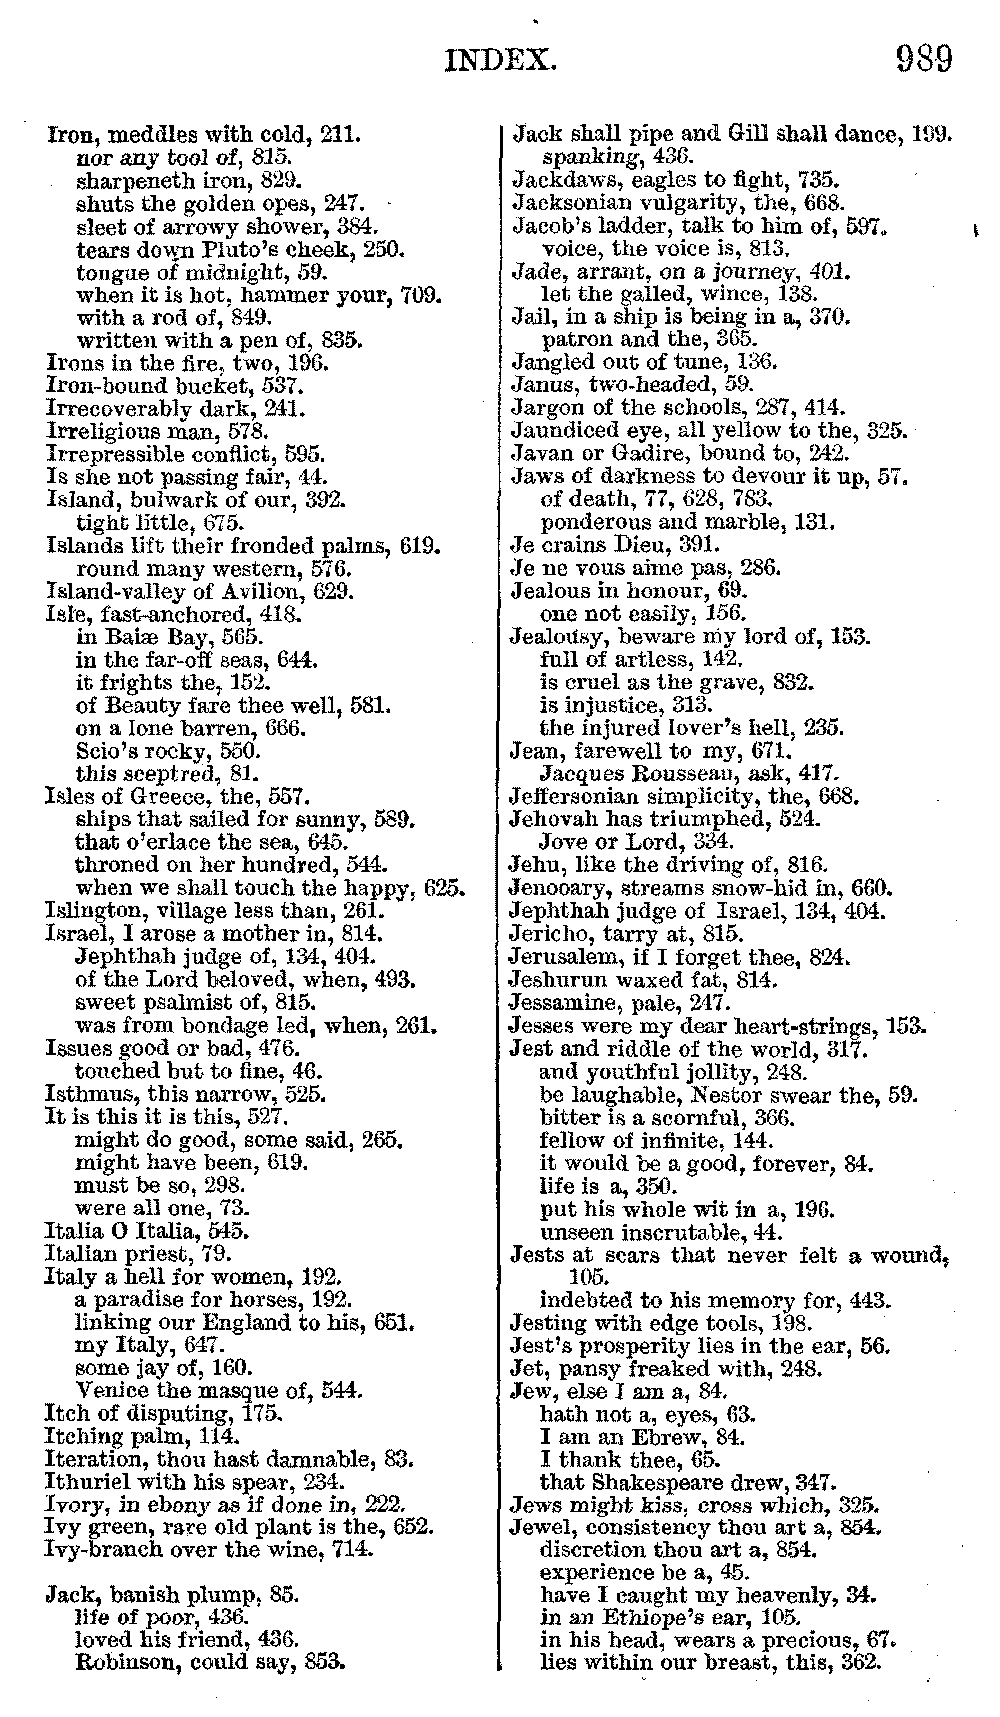 INDEX. 989
Iron, meddles with cold, 211.
nor any tool of, 815.
sharpeneth iron, 829.
shuts the golden opes, 247.
sleet of arrowy shower, 384.
tears down Pluto's cheek, 250.
tongue of midnight, 59.
when it is hot, hammer your, 709.
with a rod of, 849.
written with a pen of, 835.
Irons in the fire, two, 196.
Iron-bound bucket, 537.
Irrecoverably dark, 241.
Irreligious man, 578.
Irrepressible conflict, 595.
Is she not passing fair, 44.
Island, bulwark of our, 392.
tight little, 675.
Islands lift their fronded palms, 619.
round many western, 576.
Island-valley of Avilion, 629.
Isle, fast-anchored, 418.
in Baiæ Bay, 565.
in the far-off seas, 644.
it frights the, 152.
of Beauty fare thee well, 581.
on a lone barren, 666.
Scio's rocky, 550.
this sceptred, 81.
Isles of Greece, the, 557.
ships that sailed for sunny, 589.
that o'erlace the sea, 645.
throned on her hundred, 544.
when we shall touch the happy, 625.
Islington, village less than, 261.
Israel, I arose a mother in, 814.
Jephthah judge of, 134, 404.
of the Lord beloved, when, 493.
sweet psalmist of, 815.
was from bondage led, when, 261.
Issues good or bad, 476.
touched but to fine, 46.
Isthmus, this narrow, 525.
It is this it is this, 527.
might do good, some said, 265.
might have been, 619.
must be so, 298.
were all one, 73.
Italia O Italia, 545.
Italian priest, 79.
Italy a hell for women, 192.
a paradise for horses, 192.
linking our England to his, 651.
my Italy, 647.
some jay of, 160.
Venice the masque of, 544.
Itch of disputing, 175.
Itching palm, 114.
Iteration, thou hast damnable, 83.
Ithuriel with his spear, 234.
Ivory, in ebony as if done in, 222.
Ivy green, rare old plant is the, 652.
Ivy-branch over the wine, 714.
Jack, banish plump, 85.
life of poor, 436.
loved his friend, 436.
Robinson, could say, 853.
Jack shall pipe and Gill shall dance, 199.
spanking, 436.
Jackdaws, eagles to fight, 735.
Jacksonian vulgarity, the, 668.
Jacob's ladder, talk to him of, 597.
voice, the voice is, 813.
Jade, arrant, on a journey, 401.
let the galled, wince, 138.
Jail, in a ship is being in a, 370.
patron and the, 365.
Jangled out of tune, 136.
Janus, two-headed, 59.
Jargon of the schools, 287, 414.
Jaundiced eye, all yellow to the, 325.
Javan or Gadire, bound to, 242.
Jaws of darkness to devour it up, 57.
of death, 77, 628, 783.
ponderous and marble, 131.
Je crains Dieu, 391.
Je ne vous aime pas, 286.
Jealous in honour, 69.
one not easily, 156.
Jealousy, beware my lord of, 153.
full of artless, 142.
is cruel as the grave, 832.
is injustice, 313.
the injured lover's hell, 235.
Jean, farewell to my, 671.
Jacques Rousseau, ask, 417.
Jeffersonian simplicity, the, 668.
Jehovah has triumphed, 524.
Jove or Lord, 334.
Jehu, like the driving of, 816.
Jenooary, streams snow-hid in, 660.
Jephthah judge of Israel, 134, 404.
Jericho, tarry at, 815.
Jerusalem, if I forget thee, 824.
Jeshurun waxed fat, 814.
Jessamine, pale, 247.
Jesses were my dear heart-strings, 153.
Jest and riddle of the world, 317.
and youthful jollity, 248.
be laughable, Nestor swear the, 59.
bitter is a scornful, 366.
fellow of infinite, 144.
it would be a good, forever, 84.
life is a, 350.
put his whole wit in a, 196.
unseen inscrutable, 44.
Jests at scars that never felt a wound,
105.
indebted to his memory for, 443.
Jesting with edge tools, 198.
Jest's prosperity lies in the ear, 56.
Jet, pansy freaked with, 248.
Jew, else I am a, 84.
hath not a, eyes, 63.
I am an Ebrew, 84.
I thank thee, 65.
that Shakespeare drew, 347.
Jews might kiss, cross which, 325.
Jewel, consistency thou art a, 854.
discretion thou art a, 854.
experience be a, 45.
have I caught my heavenly, 34.
in an Ethiope's ear, 105.
in his head, wears a precious, 67.
lies within our breast, this, 362.